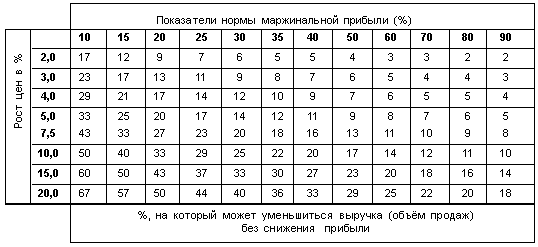 Показатели нормы маржинальной прибыли (%)
10 15 20 25 30 35 40 50 60 70 80 90
Рост цен в %
2,0 17 12 9 7 6 5 5 4 3 3 2 2
3,0 23 17 13 11 9 8 7 6 5 4 4 3
4,0 29 21 17 14 12 10 9 7 6 5 5 4
5,0 33 25 20 17 14 12 11 9 8 7 6 5
7,5 43 33 27 23 20 18 16 13 11 10 9 8
10,0 50 40 33 29 25 22 20 17 14 12 11 10
15,0 60 50 43 37 33 30 27 23 20 18 16 14
20,0 67 57 50 44 40 36 33 29 25 22 20 18
%, на который может уменьшиться выручка (объём продаж)
без снижения прибыли